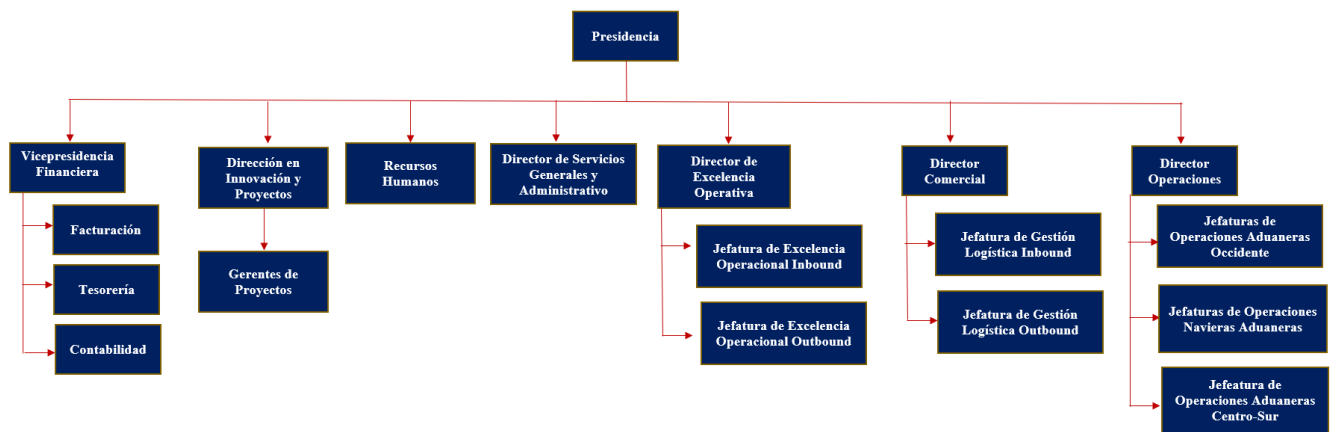 Presidencia
Vicepresidencia
Financiera
Dirección en
Innovación y
Proyectos
Recursos
Humanos
Director de Servicios
Generales y
Administrativo
Director de
Excelencia
Operativa
Director
Comercial
Director
Operaciones
Facturación
Tesorería
Contabilidad
Gerentes de
Proyectos
Jefatura de Excelencia
Operacional Inbound
Jefatura de Excelencia
Operacional Outbound
Jefatura de Gestión
Logística Inbound
Jefatura de Gestión
Logística Outbound
Jefaturas de
Operaciones Aduaneras
Occidente
Jefaturas de Operaciones
Navieras Aduaneras
Jefeatura de
Operaciones Aduaneras
Centro-Sur